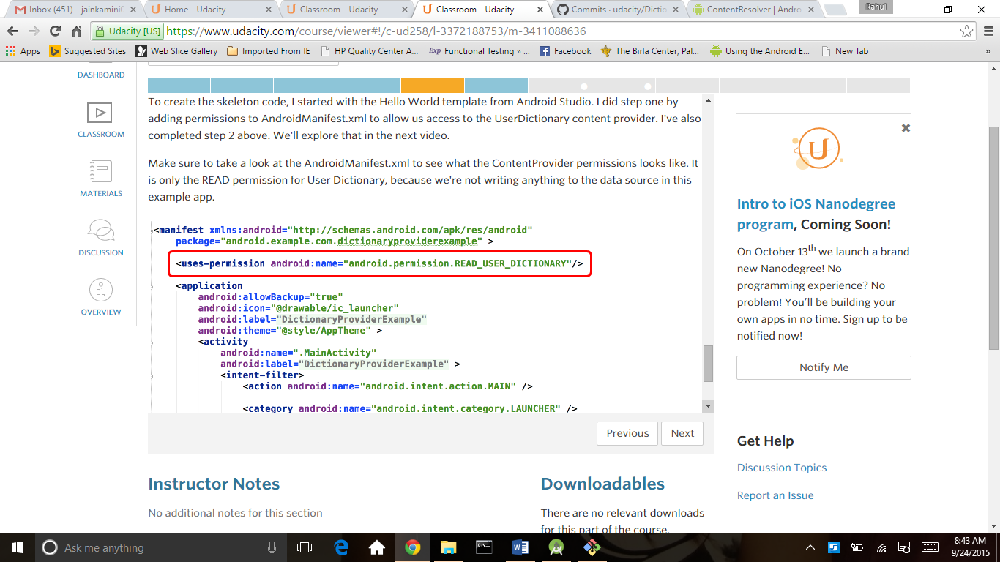 Inbox (451) - jainkamini0
Home - Udacity
Classroom - Udacity
Classroom - Udacity
Commits · udacity/Dictio
ContentResolver | Andro
Rahul
Udacity [US]
https://www.udacity.com/course/viewer#!/c-ud258/l-3372188753/m-3411088636
Apps
Suggested Sites
Web Slice Gallery
Imported From IE
HP Quality Center A...
Exp
Functional Testing » ...
Facebook
The Birla Center, Pal...
Using the Android E...
New Tab
»
DASHBOARD
CLASSROOM
MATERIALS
DISCUSSION
OVERVIEW
To create the skeleton code, I started with the Hello World template from Android Studio. I did step one by
adding permissions to AndroidManifest.xml to allow us access to the UserDictionary content provider. I've also
completed step 2 above. We'll explore that in the next video.
Make sure to take a look at the AndroidManifest.xml to see what the ContentProvider permissions looks like. It
is only the READ permission for User Dictionary, because we're not writing anything to the data source in this
example app.
<manifest xmlns:android="http://schemas.android.com/apk/res/android"
package="android.example.com.dictionaryproviderexample" >
<uses-permission android:name="android.permission.READ_USER_DICTIONARY"/>
<application
android:allowBackup="true"
android:icon="@drawable/ic_launcher"
android:label="DictionaryProviderExample"
android:theme="@style/AppTheme" >
<activity
android:name=".MainActivity"
android:label="DictionaryProviderExample" >
<intent-filter>
<action android:name="android.intent.action.MAIN" />
<category android:name="android.intent.category.LAUNCHER" />
Previous
Next
Instructor Notes
No additional notes for this section
Downloadables
There are no relevant downloads
for this part of the course.
Intro to iOS Nanodegree
program, Coming Soon!
On October 13th we launch a brand
new Nanodegree! No
programming experience? No
problem! You'll be building your
own apps in no time. Sign up to be
notified now!
Notify Me
Get Help
Discussion Topics
Report an Issue
Ask me anything
8:43 AM
9/24/2015